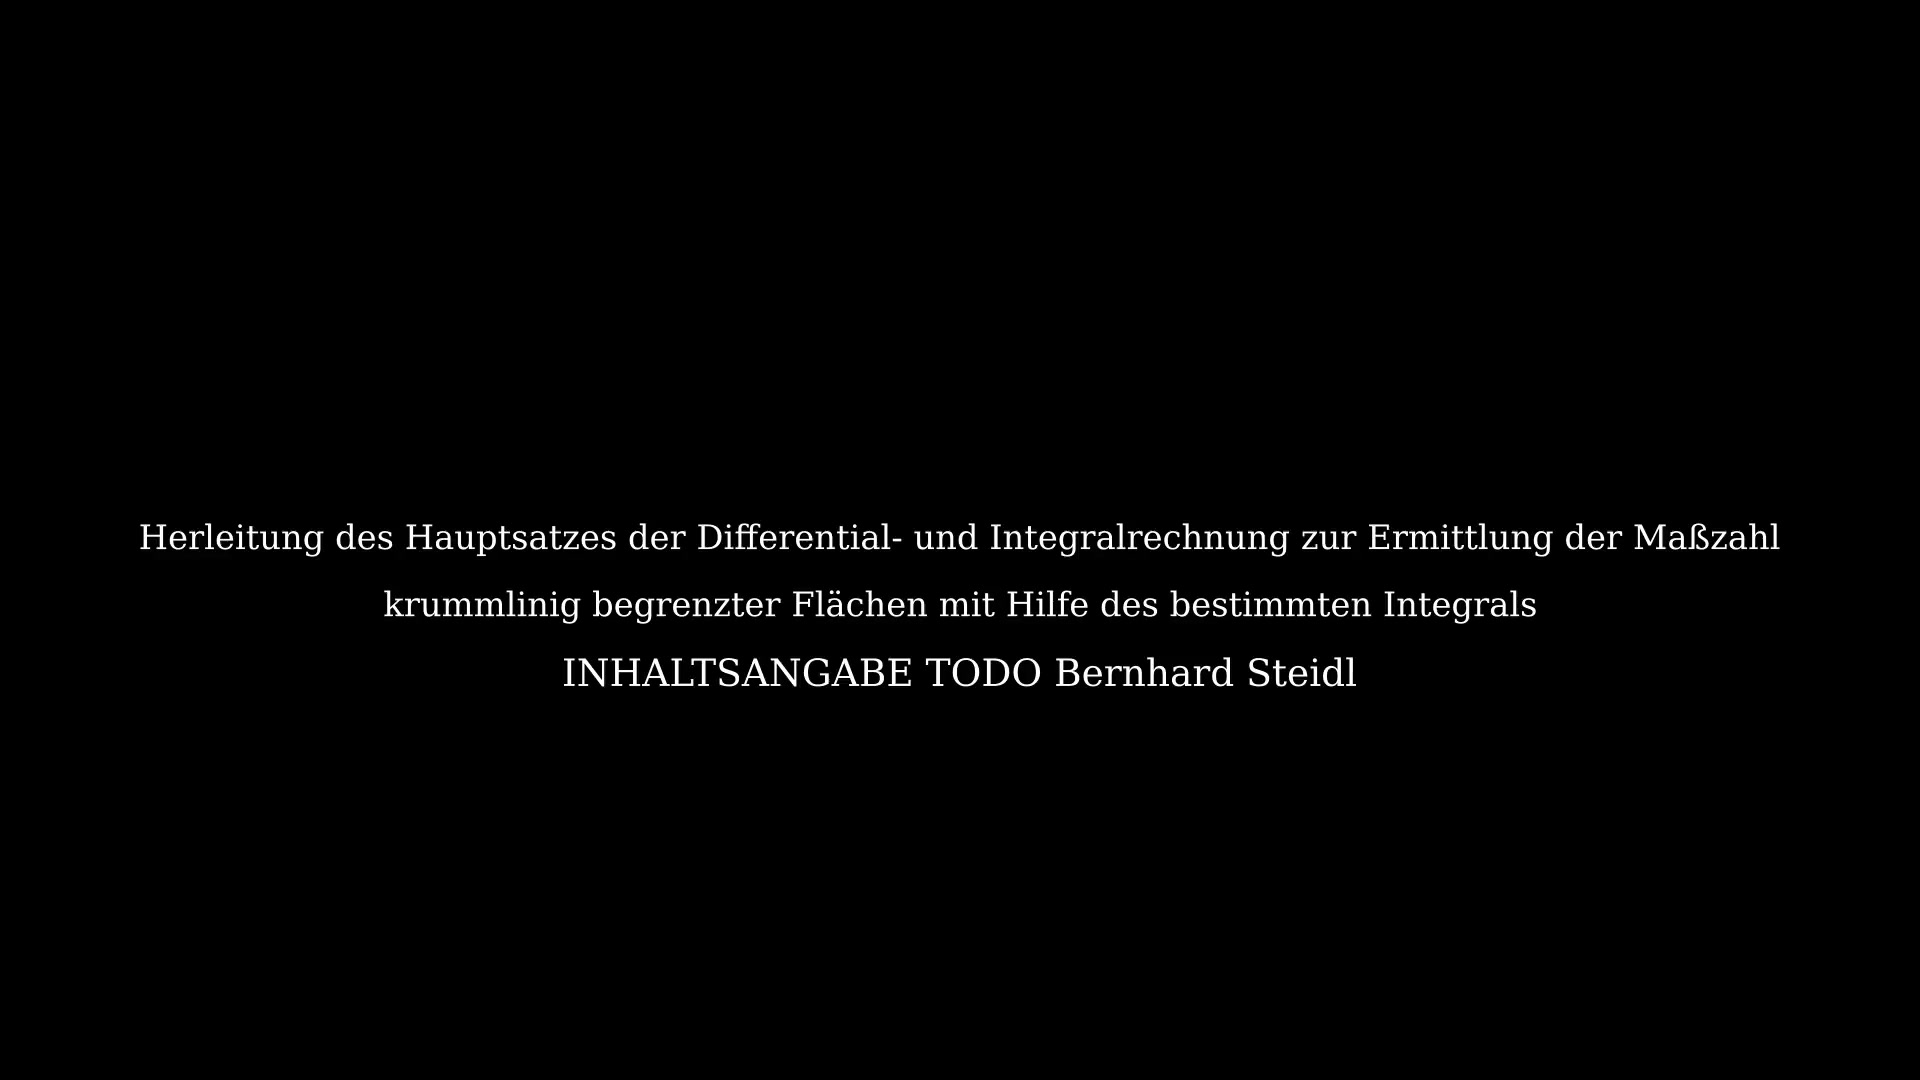 Herleitung des Hauptsatzes der Differential- und Integralrechnung zur Ermittlung der Maßzahl
krummlinig begrenzter Flächen mit Hilfe des bestimmten Integrals
INHALTSANGABE TODO Bernhard Steidl